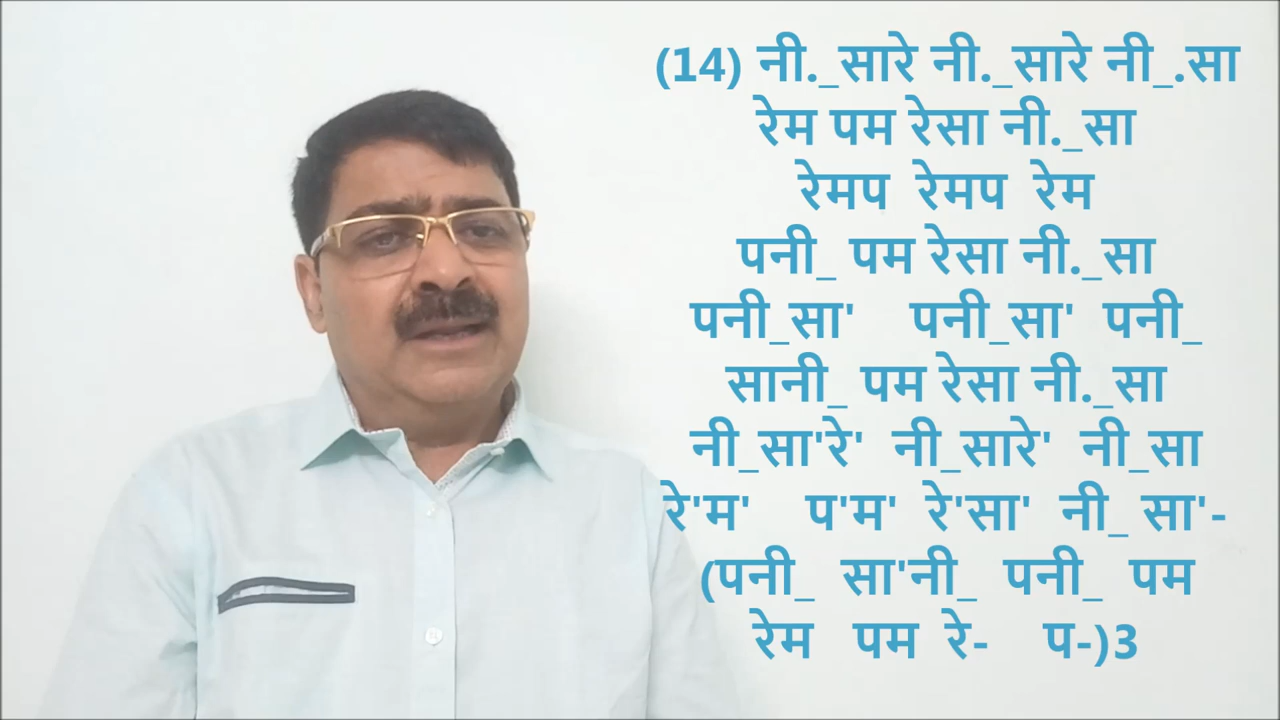 (14) नी._सारे नी._सारे नी_.सा
रेम पम रेसा नी._सा
रेमप रेमप रेम
पनी_ पम रेसा नी._सा
पनी_सा' पनी_सा' पनी_
सानी_ पम रेसा नी._सा
नी_सा'रे' नी_सारे' नी_सा
रे'म' प'म' रे'सा' नी_ सा'-
(पनी_ सा'नी_ पनी_ पम
रेम पम रे- प-)3